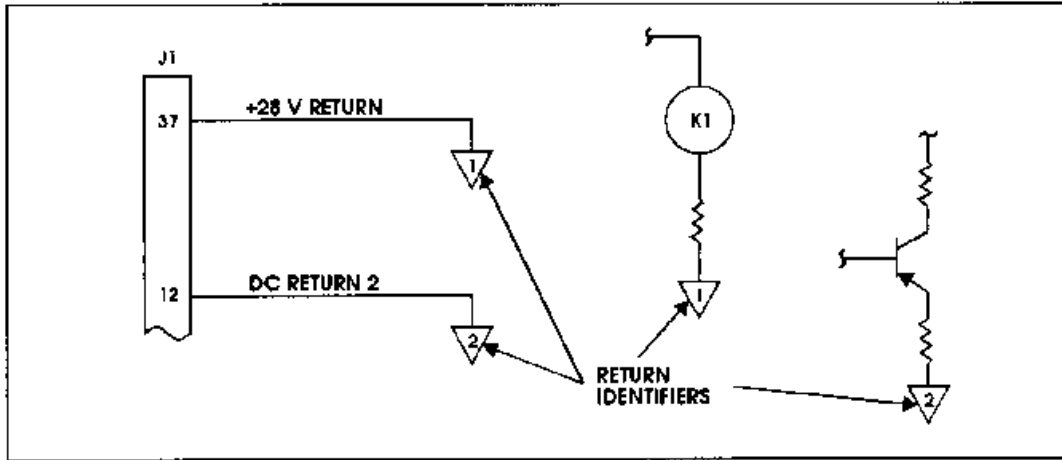 J1
37
+28 V RETURN
1
12
DC RETURN 2
2
K1
1
2
RETURN
IDENTIFIERS